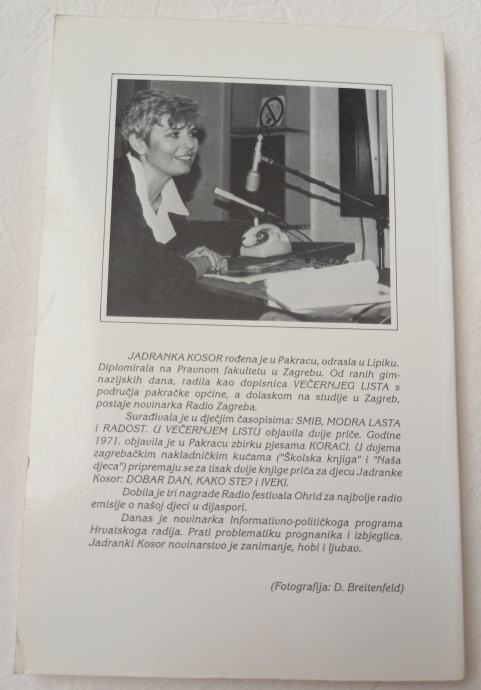 JADRANKA KOSOR rođena je u Pakracu, odrasla u Lipiku.
Diplomirala na Pravnom fakultetu u Zagrebu. Od ranih gim-
nazijskih dana, radila kao dopisnica VEČERNJEG LISTA s
područja pakračke općine, a dolaskom na studije u Zagreb,
postaje novinarka Radio Zagreba.
Surađivala je u dječjim časopisima: SMIB, MODRA LASTA
i RADOST. U VEČERNJEM LISTU objavila dvije priče. Godine
1971. objavila je u Pakracu zbirku pjesama KORACI. U dvjema
zagrebačkim nakladničkim kućama ("Školska knjiga" i "Naša
djeca") pripremaju se za tisak dvije knjige priča za djecu Jadranke
Kosor: DOBAR DAN, KAKO STE? i IVEKI.
Dobila je tri nagrade Radio festivala Ohrid za najbolje radio
emisije o našoj djeci u dijaspori.
Danas je novinarka Informativno-političkoga programa
Hrvatskoga radija. Prati problematiku prognanika i izbjeglica.
Jadranki Kosor novinarstvo je zanimanje, hobi i ljubav.
(Fotografija: D. Breitenfeld)